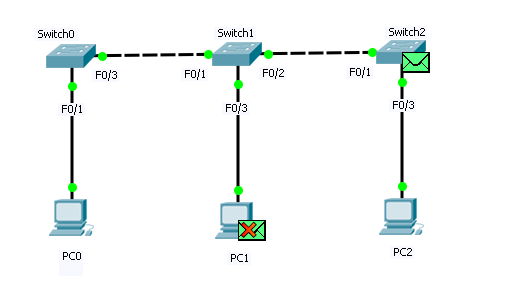 Switch0
Switch1
Switch2
F0/3
F0/1
F0/2
F0/1
F0/1
F0/3
F0/3
PC0
PC1
PC2